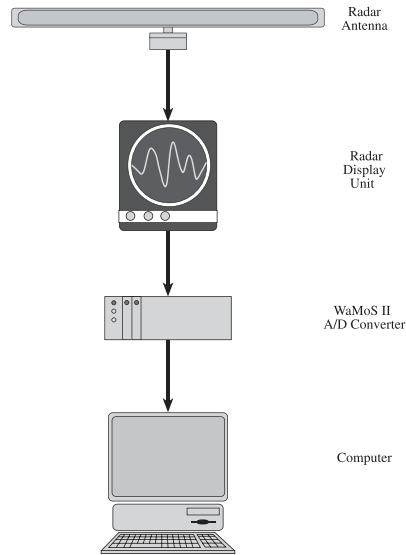 Radar
Antenna
Radar
Display
Unit
WaMoS II
A/D Converter
Computer